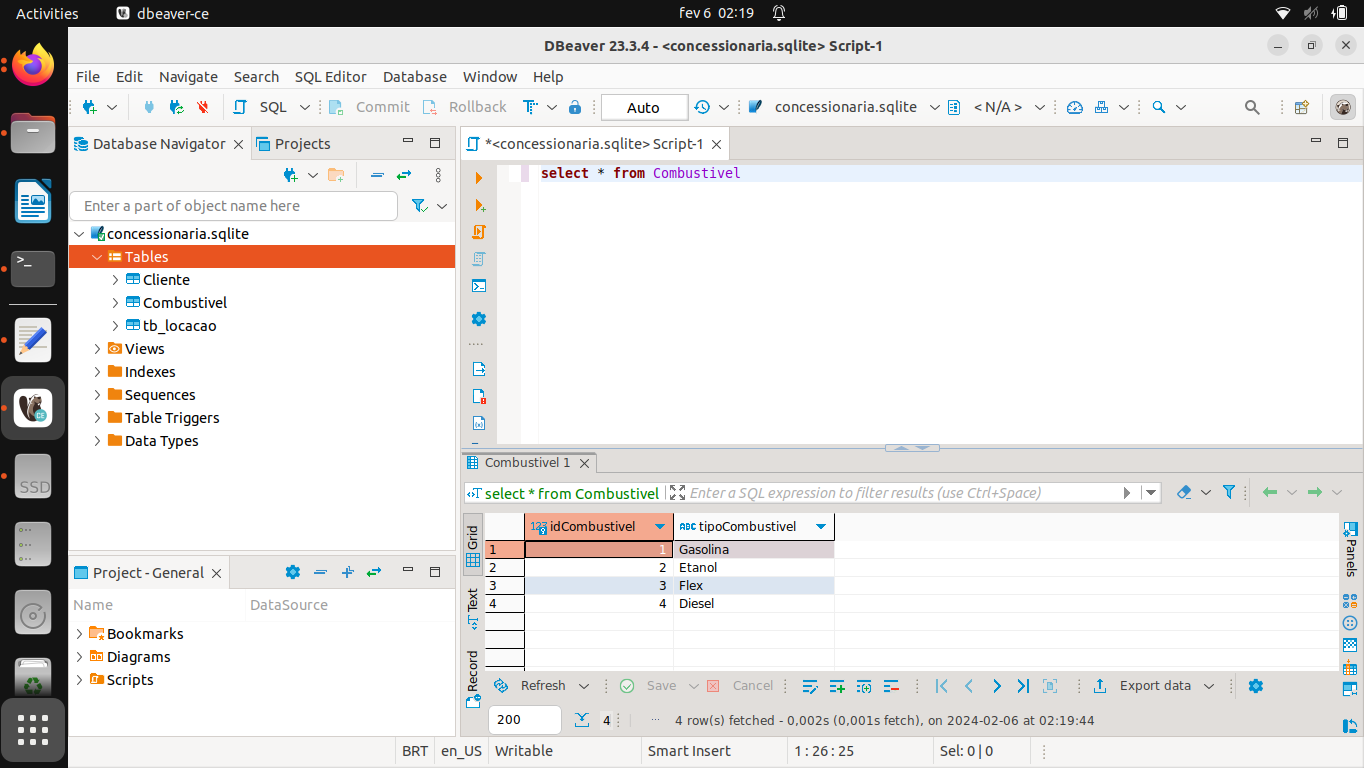 Activities dbeaver-ce fev 6 02:19
DBeaver 23.3.4 - <concessionaria.sqlite> Script-1
File Edit Navigate Search SQL Editor Database Window Help
SQL Commit Rollback Auto concessionaria.sqlite < N/A >
Database Navigator Projects
Enter a part of object name here
concessionaria.sqlite
Tables
Cliente
Combustivel
tb_locacao
Views
Indexes
Sequences
Table Triggers
Data Types
Project - General
Name DataSource
Bookmarks
Diagrams
Scripts
*<concessionaria.sqlite> Script-1
select * from Combustivel
Combustivel 1
select * from Combustivel Enter a SQL expression to filter results (use Ctrl+Space)
Grid
Text
Record
123 idCombustivel ABC tipoCombustivel
1 1 Gasolina
2 2 Etanol
3 3 Flex
4 4 Diesel
Panels
Refresh Save Cancel Export data
200 4 4 row(s) fetched - 0,002s (0,001s fetch), on 2024-02-06 at 02:19:44
BRT en_US Writable Smart Insert 1 : 26 : 25 Sel: 0 | 0
SSD